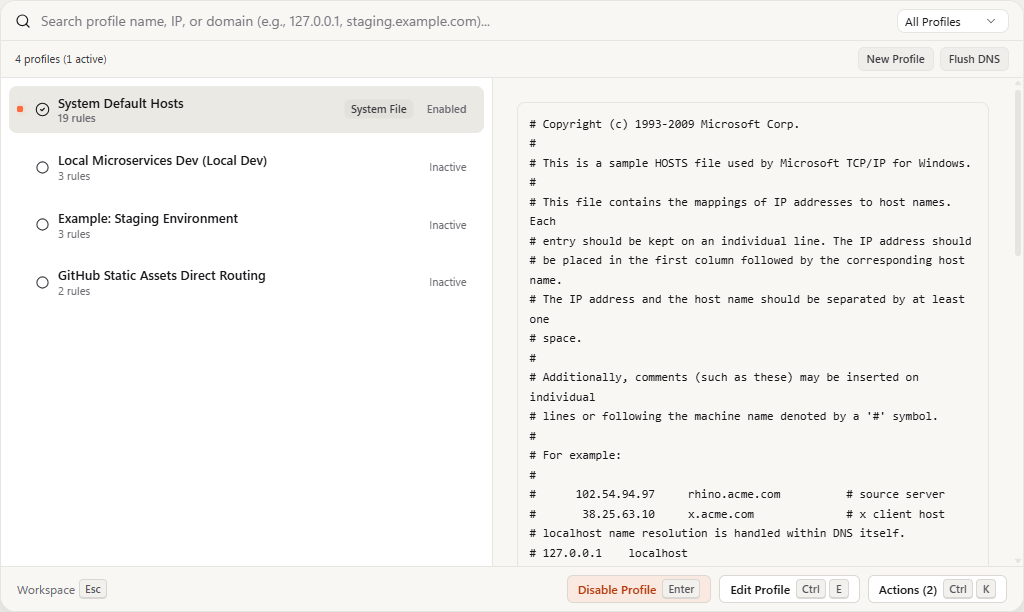 Search profile name, IP, or domain (e.g., 127.0.0.1, staging.example.com)...
All Profiles
4 profiles (1 active)
New Profile
Flush DNS
System Default Hosts
19 rules
System File
Enabled
Local Microservices Dev (Local Dev)
3 rules
Inactive
Example: Staging Environment
3 rules
Inactive
GitHub Static Assets Direct Routing
2 rules
Inactive
# Copyright (c) 1993-2009 Microsoft Corp.
#
# This is a sample HOSTS file used by Microsoft TCP/IP for Windows.
#
# This file contains the mappings of IP addresses to host names.
Each
# entry should be kept on an individual line. The IP address should
# be placed in the first column followed by the corresponding host
name.
# The IP address and the host name should be separated by at least
one
# space.
#
# Additionally, comments (such as these) may be inserted on
individual
# lines or following the machine name denoted by a '#' symbol.
#
# For example:
#
#      102.54.94.97     rhino.acme.com          # source server
#       38.25.63.10     x.acme.com              # x client host
# localhost name resolution is handled within DNS itself.
# 127.0.0.1    localhost
Workspace Esc
Disable Profile Enter
Edit Profile Ctrl E
Actions (2) Ctrl K